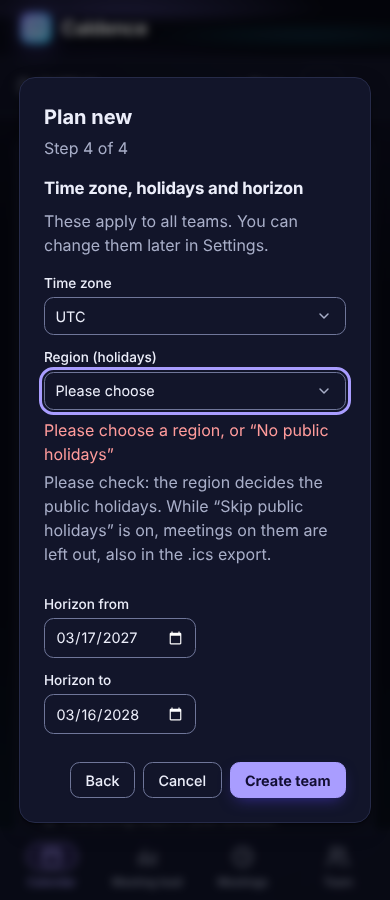 Cadence
Plan new
Step 4 of 4
Time zone, holidays and horizon
These apply to all teams. You can
change them later in Settings.
Time zone
UTC
Region (holidays)
Please choose
Please choose a region, or “No public
holidays”
Please check: the region decides the
public holidays. While “Skip public
holidays” is on, meetings on them are
left out, also in the .ics export.
Horizon from
03/17/2027
Horizon to
03/16/2028
Back
Cancel
Create team